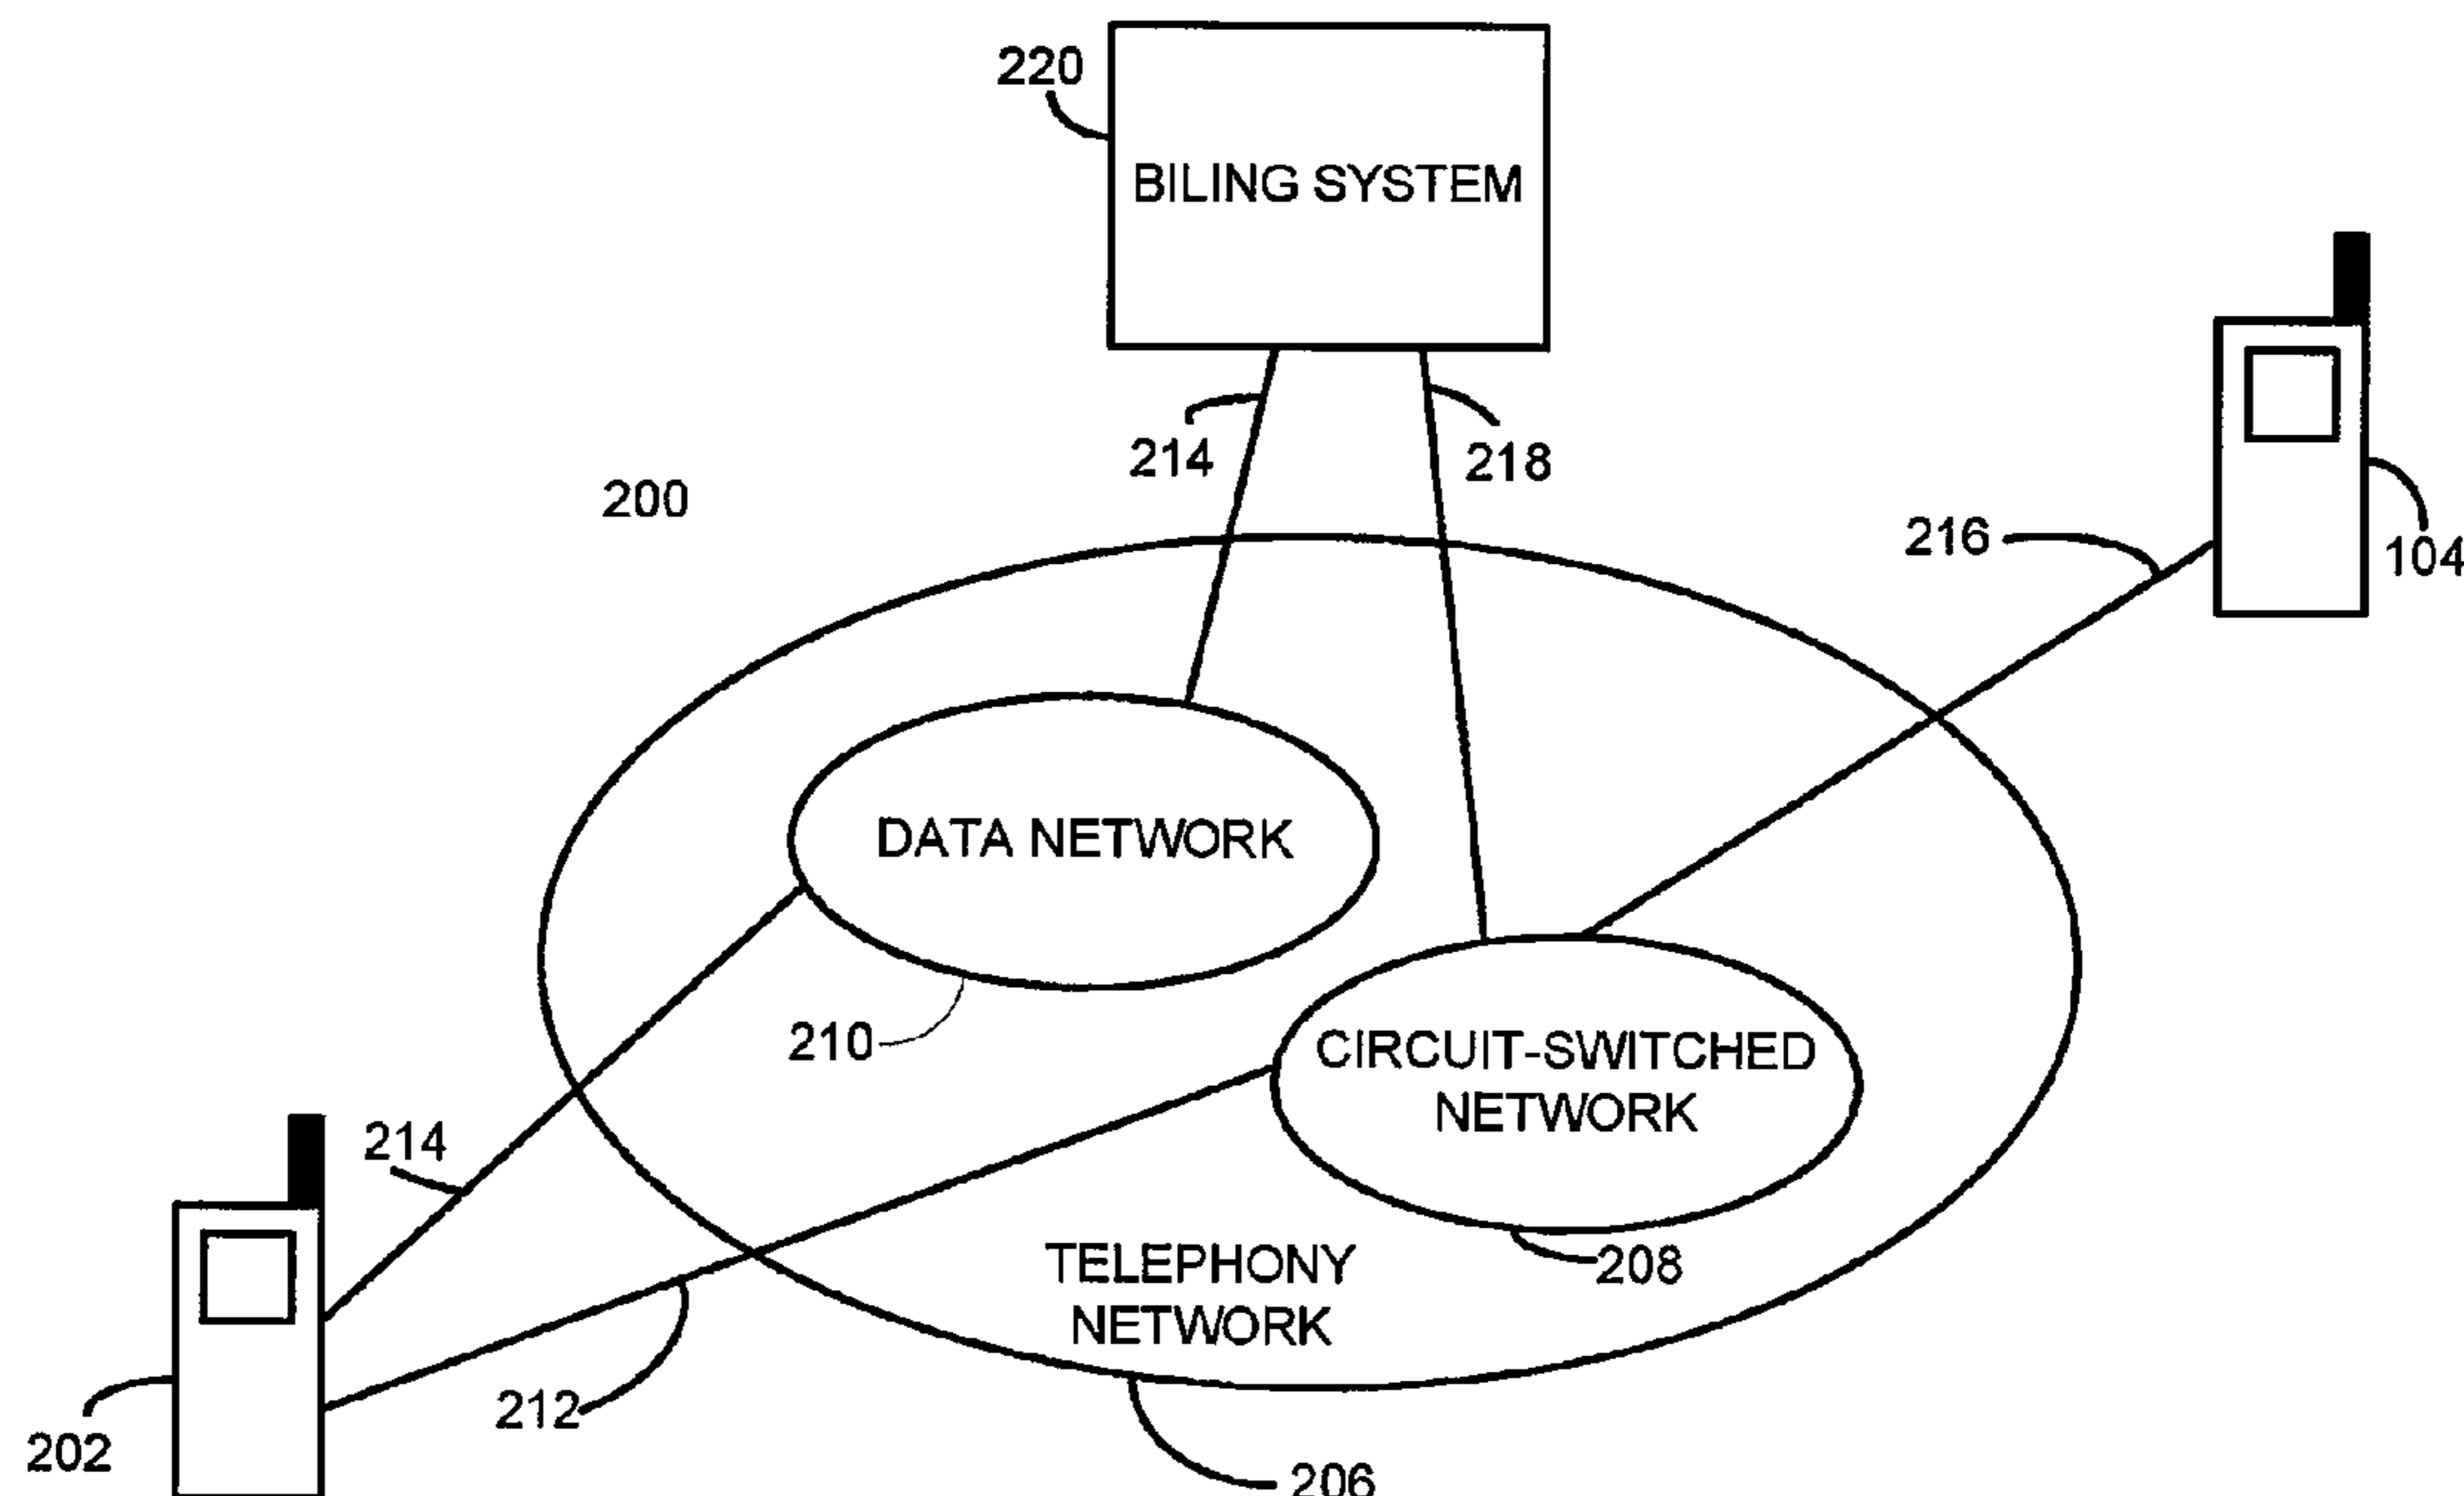 220
BILING SYSTEM
214
218
200
216
104
DATA NETWORK
210
CIRCUIT-SWITCHED
NETWORK
214
208
TELEPHONY
NETWORK
212
202
206